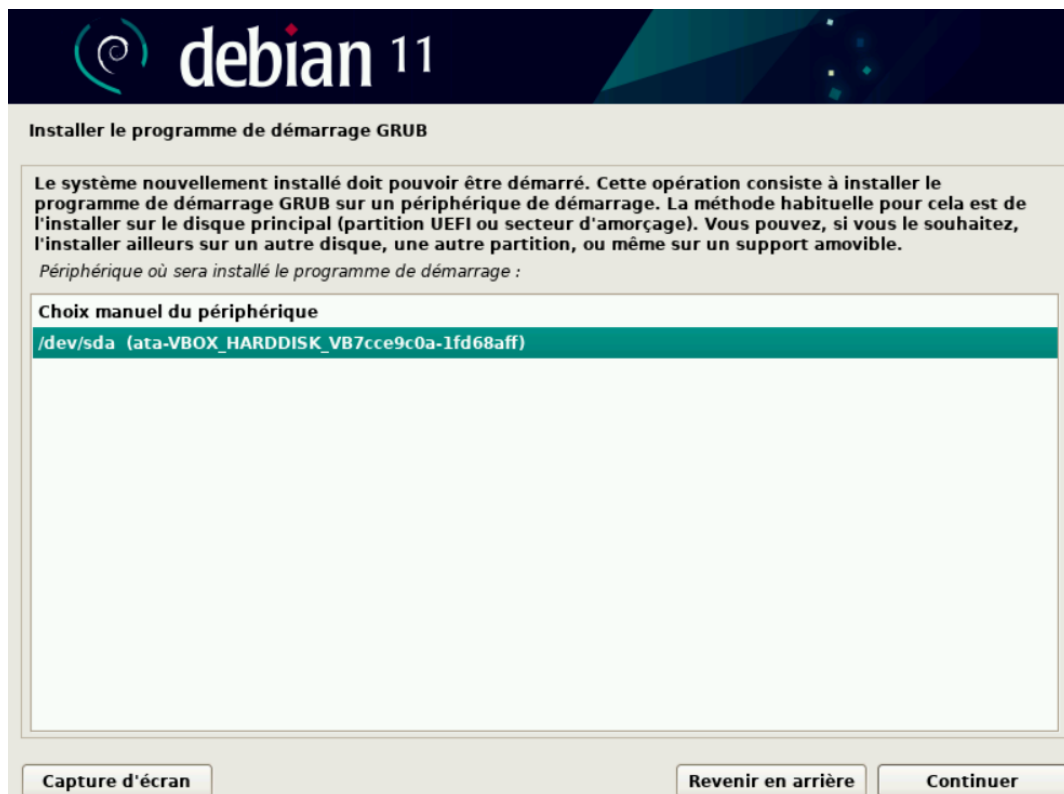 debian 11
Installer le programme de démarrage GRUB
Le système nouvellement installé doit pouvoir être démarré. Cette opération consiste à installer le
programme de démarrage GRUB sur un périphérique de démarrage. La méthode habituelle pour cela est de
l'installer sur le disque principal (partition UEFI ou secteur d'amorçage). Vous pouvez, si vous le souhaitez,
l'installer ailleurs sur un autre disque, une autre partition, ou même sur un support amovible.
Périphérique où sera installé le programme de démarrage :
Choix manuel du périphérique
/dev/sda (ata-VBOX_HARDDISK_VB7cce9c0a-1fd68aff)
Capture d'écran
Revenir en arrière
Continuer